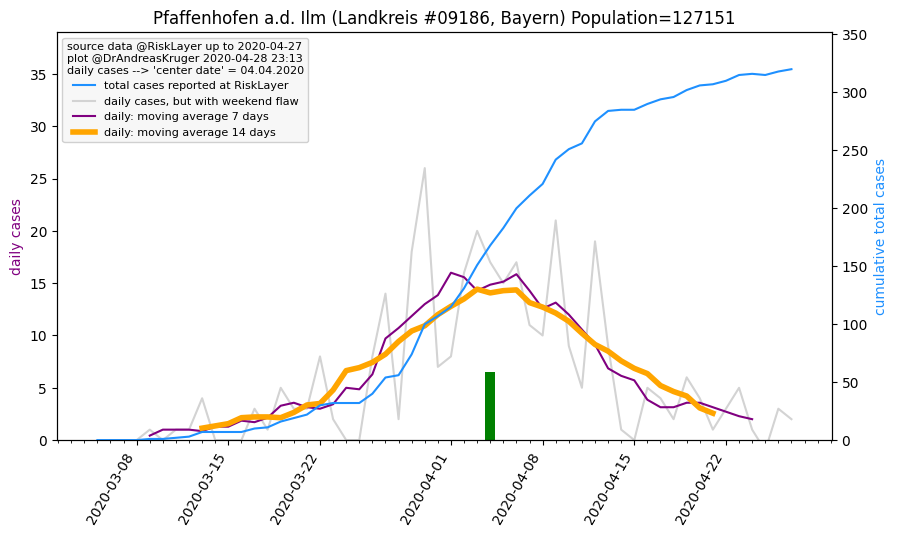 Pfaffenhofen a.d. Ilm (Landkreis #09186, Bayern) Population=127151
source data @RiskLayer up to 2020-04-27
plot @DrAndreasKruger 2020-04-28 23:13
daily cases --> 'center date' = 04.04.2020
total cases reported at RiskLayer
daily cases, but with weekend flaw
daily: moving average 7 days
daily: moving average 14 days
daily cases
35
30
25
20
15
10
5
0
350
300
250
200
150
100
50
0
cumulative total cases
2020-03-08
2020-03-15
2020-03-22
2020-04-01
2020-04-08
2020-04-15
2020-04-22